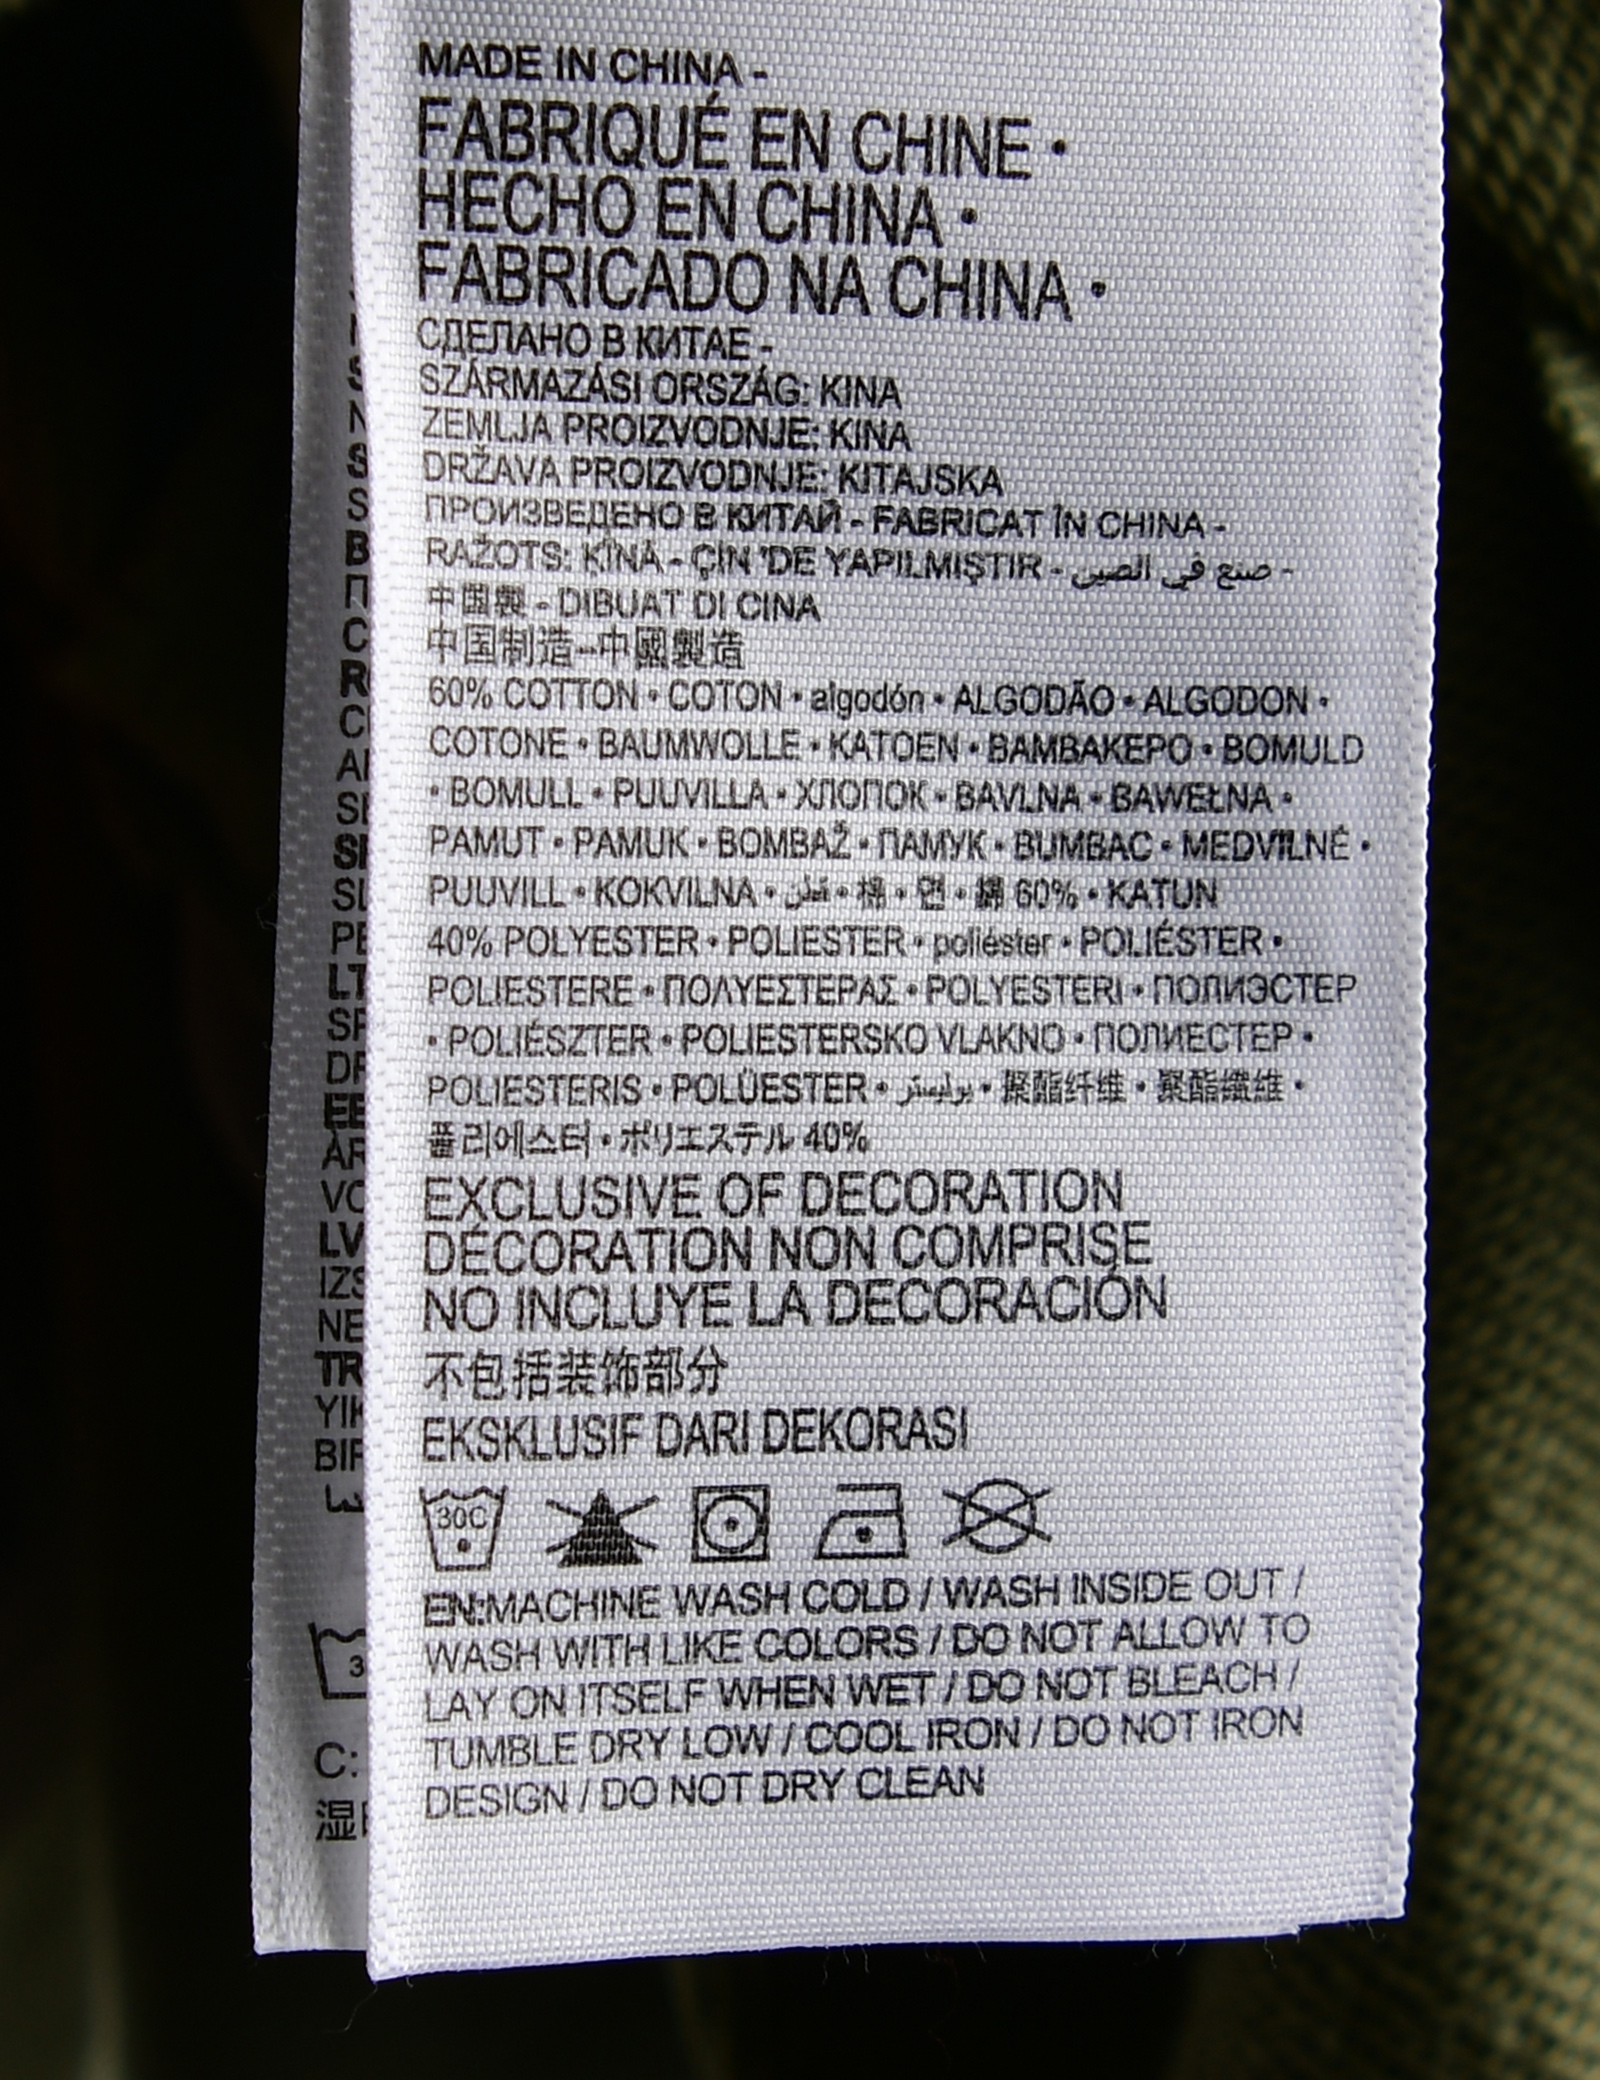 MADE IN CHINA -
FABRIQUÉ EN CHINE •
HECHO EN CHINA •
FABRICADO NA CHINA •
СДЕЛАНО В КИТАЕ -
SZÁRMAZÁSI ORSZÁG: KINA
ZEMLJA PROIZVODNJE: KINA
DRŽAVA PROIZVODNJE: KITAJSKA
ПРОИЗВЕДЕНО В КИТАЙ - FABRICAT ÎN CHINA -
RAŽOTS: ĶĪNĀ - ÇİN 'DE YAPILMIŞTIR - صنع في الصين -
中国製 - DIBUAT DI CINA
中国制造–中國製造
60% COTTON • COTON • algodón • ALGODÃO • ALGODON •
COTONE • BAUMWOLLE • KATOEN • BAMBAKEPO • BOMULD
• BOMULL • PUUVILLA • ХЛОПОК • BAVLNA • BAWEŁNA •
PAMUT • PAMUK • BOMBAŽ • ПАМУК • BUMBAC • MEDVILNĖ •
PUUVILL • KOKVILNA • قطن • 棉 • 면 • 綿 60% • KATUN
40% POLYESTER • POLIESTER • poliéster • POLIÉSTER •
POLIESTERE • ΠΟΛΥΕΣΤΕΡΑΣ • POLYESTERI • ПОЛИЭСТЕР
• POLIÉSZTER • POLIESTERSKO VLAKNO • ПОЛИЕСТЕР •
POLIESTERIS • POLÜESTER • بوليستر • 聚酯纤维 • 聚酯纖維 •
폴리에스터 • ポリエステル 40%
EXCLUSIVE OF DECORATION
DÉCORATION NON COMPRISE
NO INCLUYE LA DECORACIÓN
不包括装饰部分
EKSKLUSIF DARI DEKORASI
30C
EN:MACHINE WASH COLD / WASH INSIDE OUT /
WASH WITH LIKE COLORS / DO NOT ALLOW TO
LAY ON ITSELF WHEN WET / DO NOT BLEACH /
TUMBLE DRY LOW / COOL IRON / DO NOT IRON
DESIGN / DO NOT DRY CLEAN